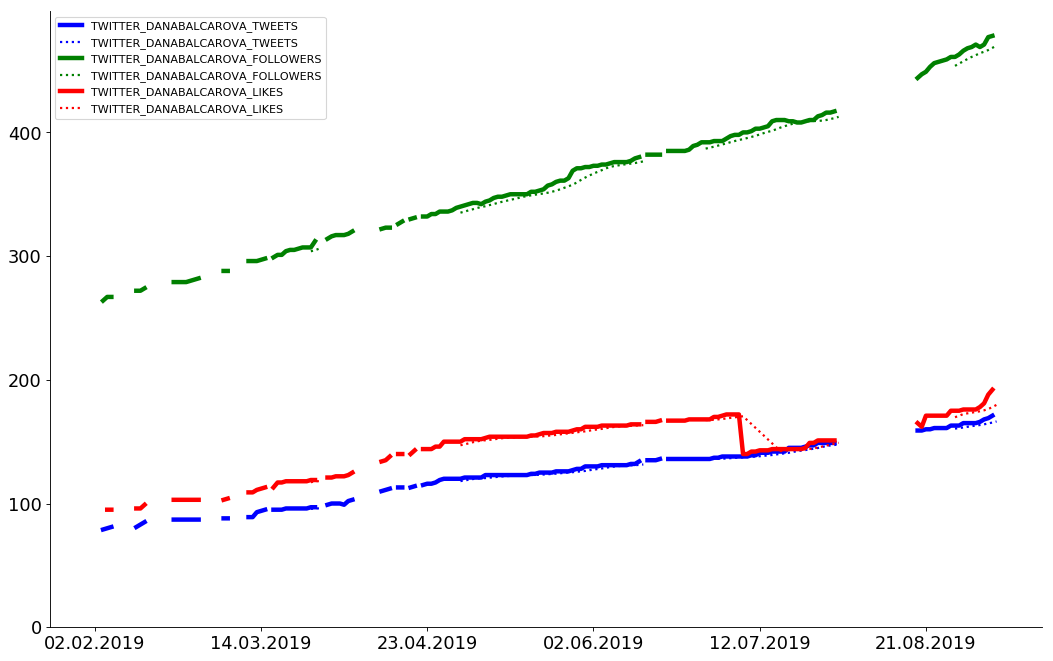 TWITTER_DANABALCAROVA_TWEETS
TWITTER_DANABALCAROVA_TWEETS
TWITTER_DANABALCAROVA_FOLLOWERS
TWITTER_DANABALCAROVA_FOLLOWERS
TWITTER_DANABALCAROVA_LIKES
TWITTER_DANABALCAROVA_LIKES
400
300
200
100
0
02.02.2019 14.03.2019 23.04.2019 02.06.2019 12.07.2019 21.08.2019